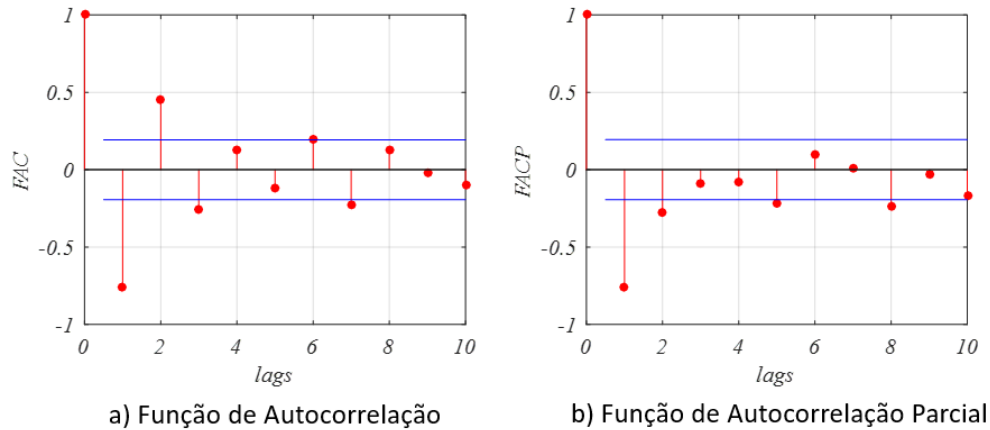 1
0.5
0
-0.5
-1
FAC
0 2 4 6 8 10
lags
a) Função de Autocorrelação
1
0.5
0
-0.5
-1
FACP
0 2 4 6 8 10
lags
b) Função de Autocorrelação Parcial